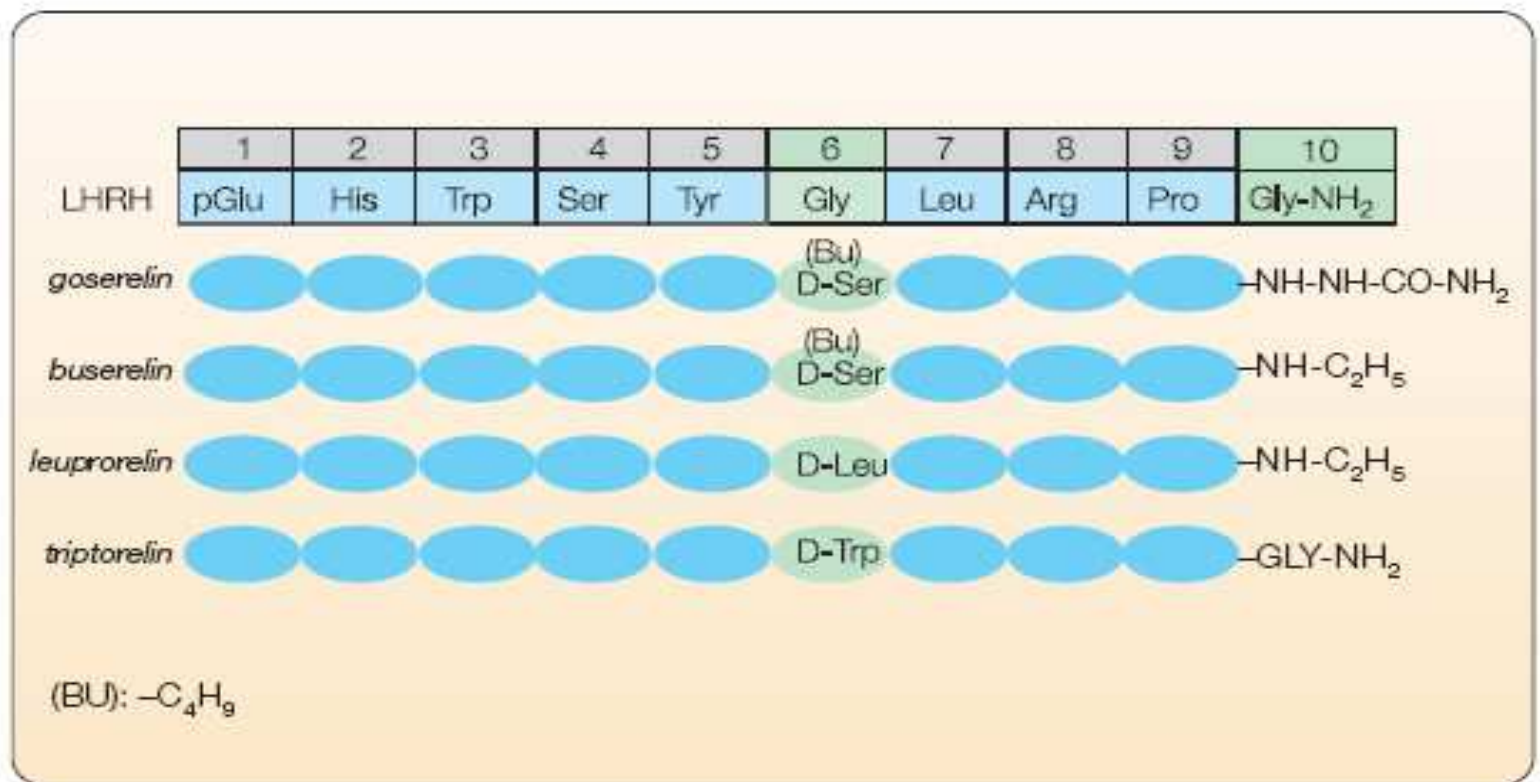 1 2 3 4 5 6 7 8 9 10
LHRH pGlu His Trp Ser Tyr Gly Leu Arg Pro Gly-NH₂
(Bu)
goserelin D-Ser –NH-NH-CO-NH₂
(Bu)
buserelin D-Ser –NH-C₂H₅
leuprorelin D-Leu –NH-C₂H₅
triptorelin D-Trp –GLY-NH₂
(BU): –C₄H₉